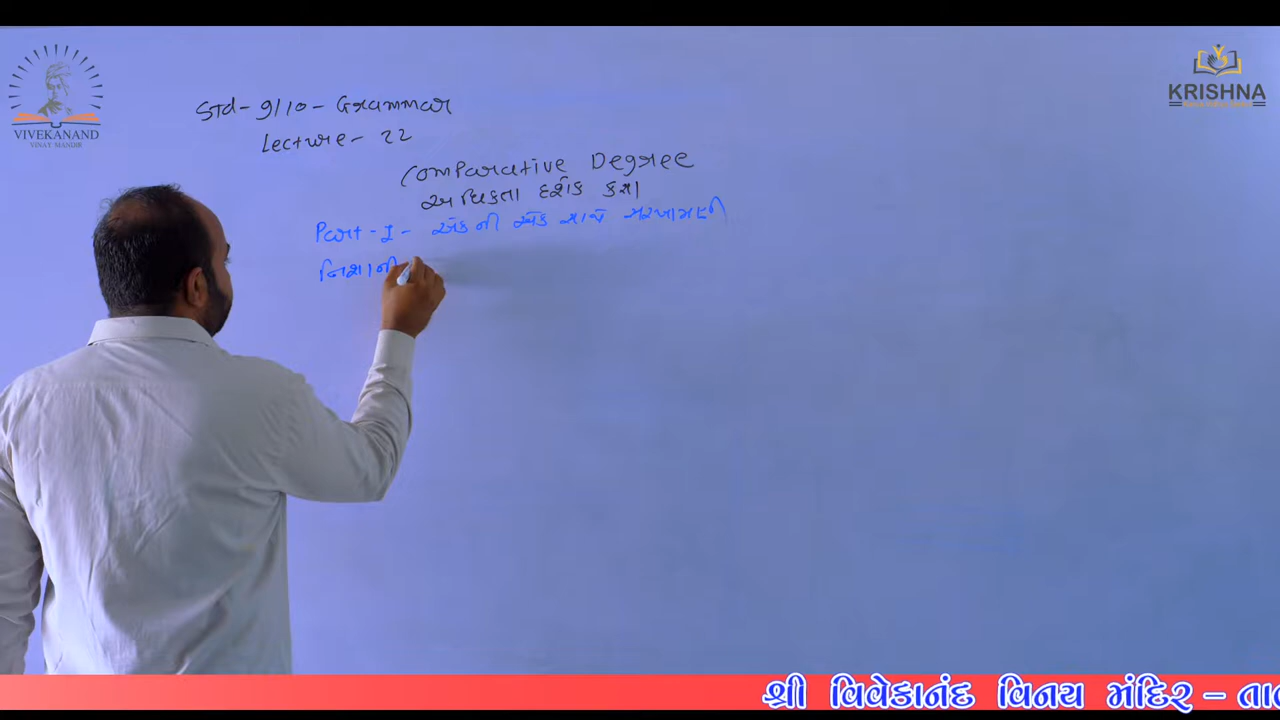 VIVEKANAND
VINAY MANDIR
KRISHNA
Std - 9/10 - Grammar
Lecture - 22
Comparative Degree
અધિકતા દર્શક કક્ષા
Part - I - એક ની એક સાથે સરખામણી
નિશાની
શ્રી વિવેકાનંદ વિનય મંદિર – તા